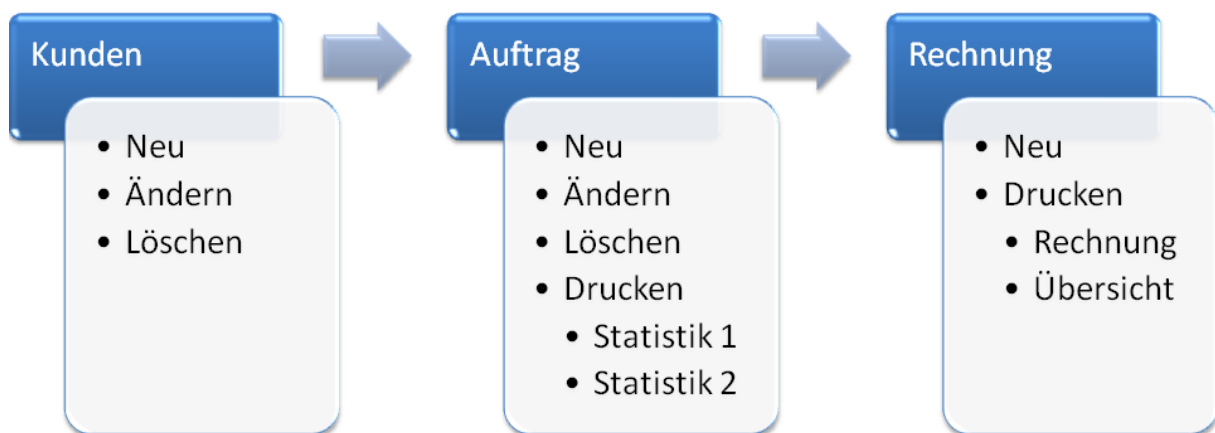 Kunden
• Neu
• Ändern
• Löschen
Auftrag
• Neu
• Ändern
• Löschen
• Drucken
• Statistik 1
• Statistik 2
Rechnung
• Neu
• Drucken
• Rechnung
• Übersicht